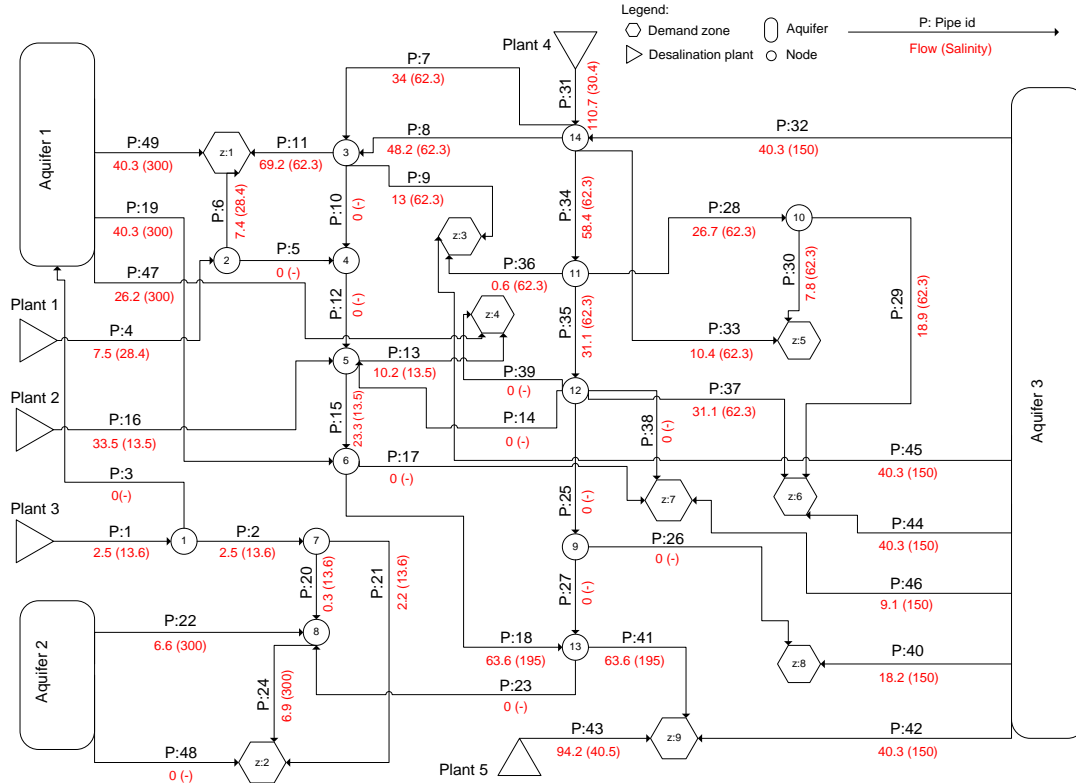 Legend:
Demand zone
Aquifer
P: Pipe id
Desalination plant
Node
Flow (Salinity)
Plant 4
P:7
34 (62.3)
P:31
110.7 (30.4)
Aquifer 1
P:49
40.3 (300)
z:1
P:11
69.2 (62.3)
3
P:8
48.2 (62.3)
14
P:32
40.3 (150)
P:9
13 (62.3)
P:6
7.4 (28.4)
P:10
0 (-)
P:34
58.4 (62.3)
P:19
40.3 (300)
P:28
26.7 (62.3)
10
z:3
P:5
0 (-)
2
4
P:36
0.6 (62.3)
11
P:30
7.8 (62.3)
P:29
18.9 (62.3)
P:47
26.2 (300)
P:12
0 (-)
z:4
P:35
31.1 (62.3)
Plant 1
P:4
7.5 (28.4)
P:33
10.4 (62.3)
z:5
P:13
10.2 (13.5)
5
P:39
0 (-)
12
P:37
31.1 (62.3)
Plant 2
P:16
33.5 (13.5)
P:15
23.3 (13.5)
P:14
0 (-)
P:38
0 (-)
Aquifer 3
6
P:17
0 (-)
P:45
40.3 (150)
P:3
0(-)
z:7
z:6
P:25
0 (-)
Plant 3
P:1
2.5 (13.6)
1
P:2
2.5 (13.6)
7
P:44
40.3 (150)
9
P:26
0 (-)
P:20
0.3 (13.6)
P:21
2.2 (13.6)
P:27
0 (-)
P:46
9.1 (150)
Aquifer 2
P:22
6.6 (300)
8
P:18
63.6 (195)
13
P:41
63.6 (195)
z:8
P:40
18.2 (150)
P:24
6.9 (300)
P:23
0 (-)
P:48
0 (-)
z:2
Plant 5
P:43
94.2 (40.5)
z:9
P:42
40.3 (150)